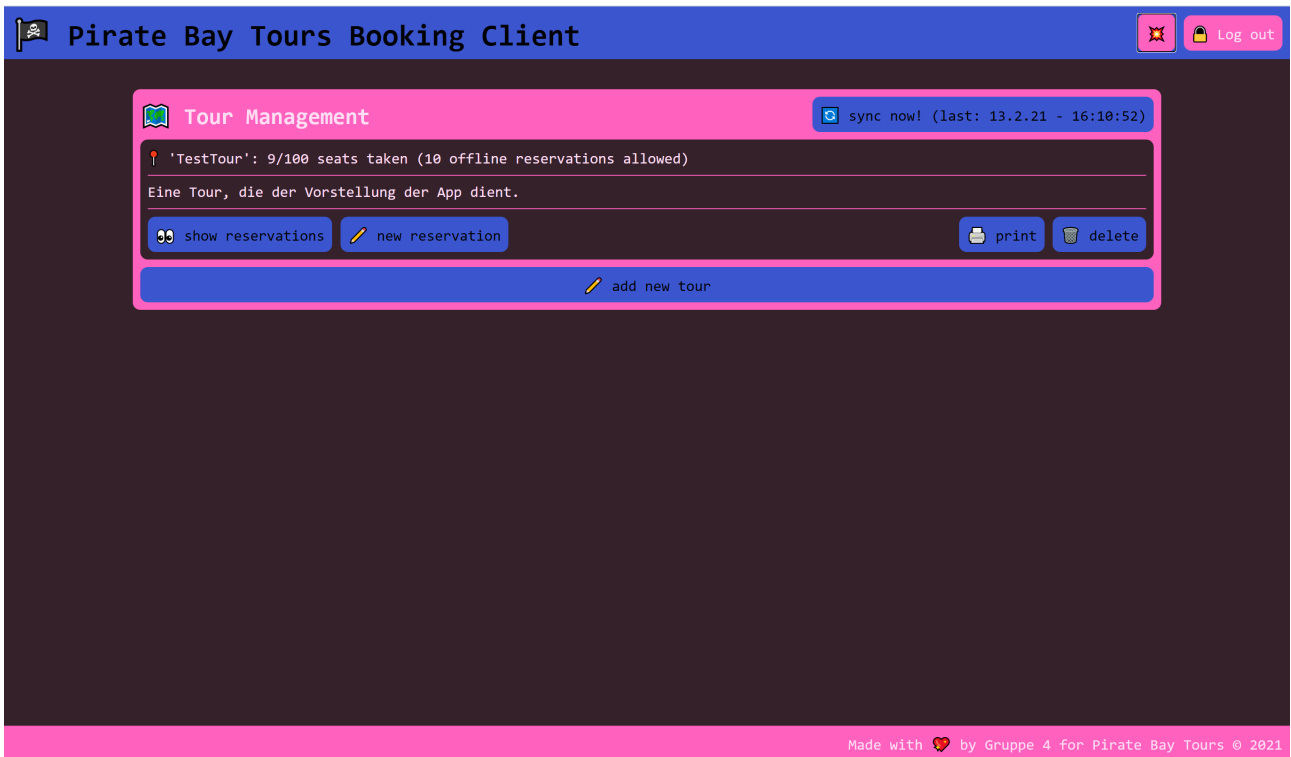 Pirate Bay Tours Booking Client
Log out
Tour Management
sync now! (last: 13.2.21 - 16:10:52)
'TestTour': 9/100 seats taken (10 offline reservations allowed)
Eine Tour, die der Vorstellung der App dient.
show reservations
new reservation
print
delete
add new tour
Made with 💖 by Gruppe 4 for Pirate Bay Tours © 2021